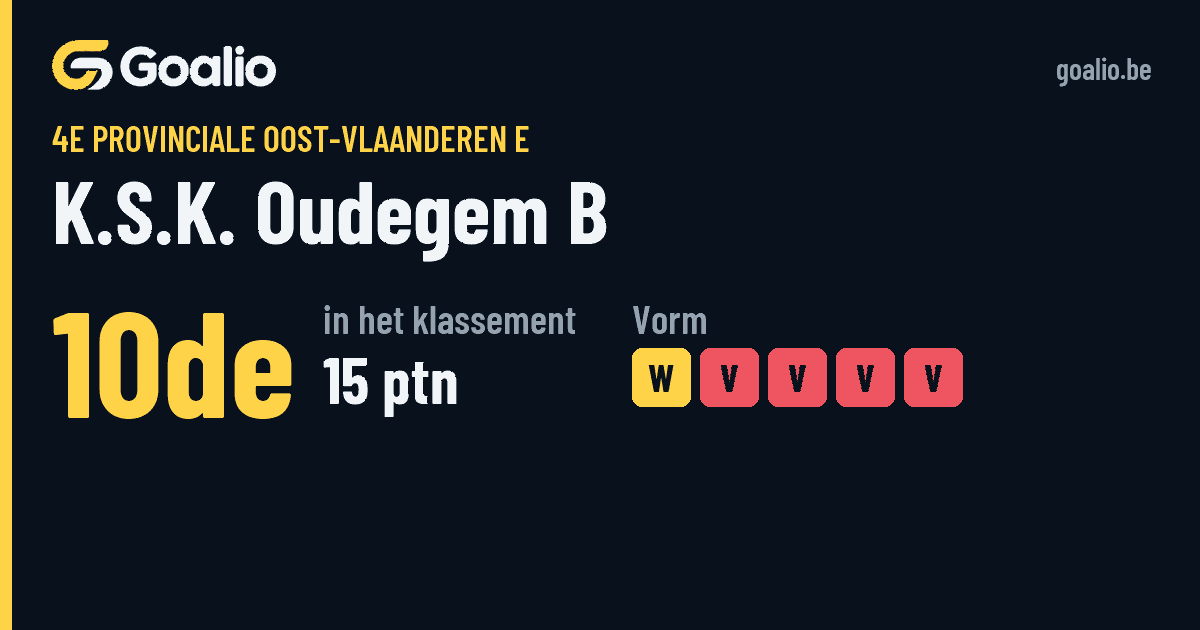 Goalio
goalio.be
4E PROVINCIALE OOST-VLAANDEREN E
K.S.K. Oudegem B
10de
in het klassement
15 ptn
Vorm
W V V V V